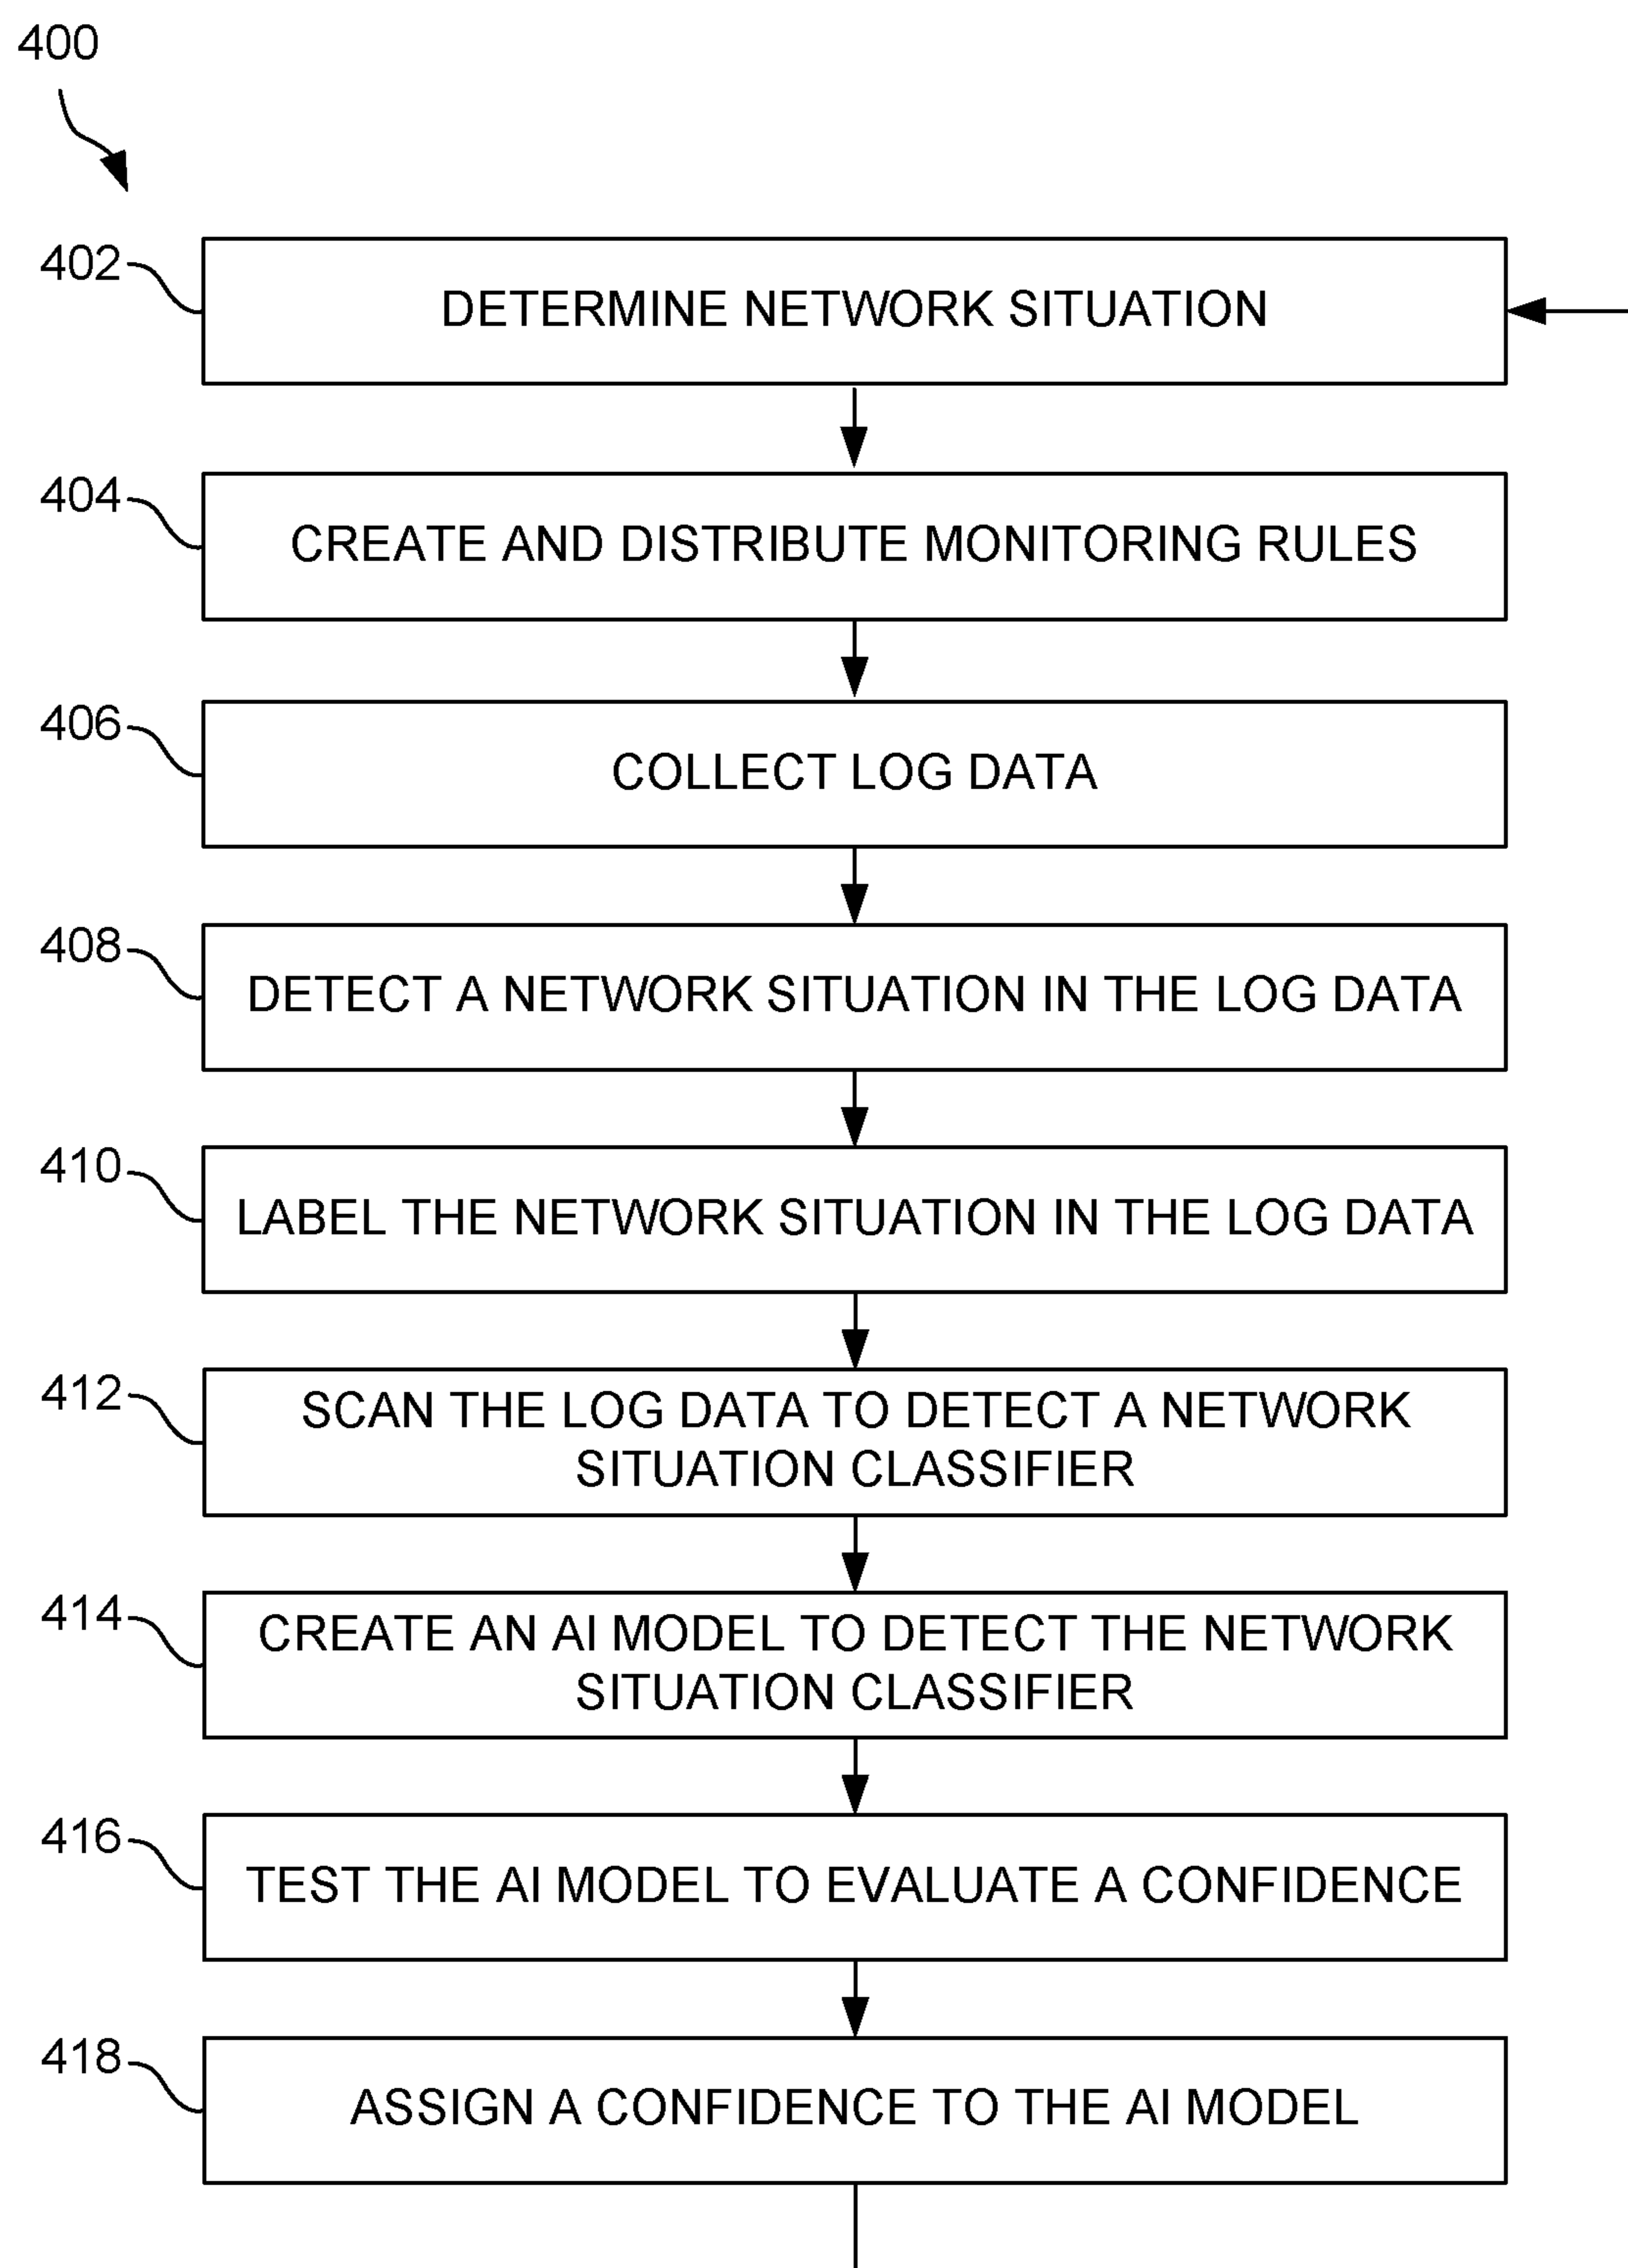 400
402
DETERMINE NETWORK SITUATION
404
CREATE AND DISTRIBUTE MONITORING RULES
406
COLLECT LOG DATA
408
DETECT A NETWORK SITUATION IN THE LOG DATA
410
LABEL THE NETWORK SITUATION IN THE LOG DATA
412
SCAN THE LOG DATA TO DETECT A NETWORK
SITUATION CLASSIFIER
414
CREATE AN AI MODEL TO DETECT THE NETWORK
SITUATION CLASSIFIER
416
TEST THE AI MODEL TO EVALUATE A CONFIDENCE
418
ASSIGN A CONFIDENCE TO THE AI MODEL